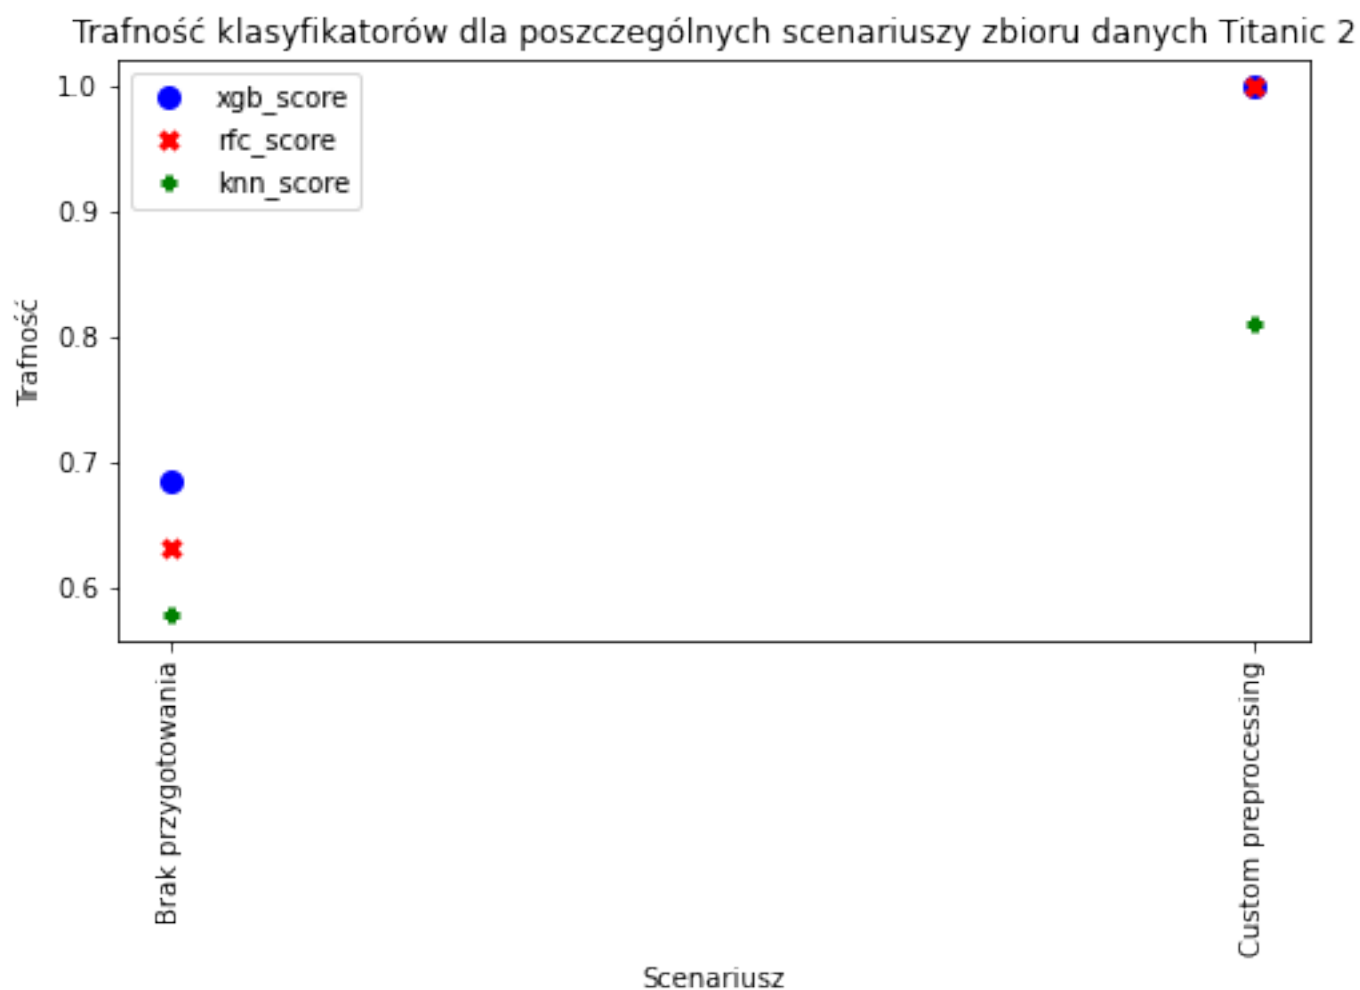 Trafność klasyfikatorów dla poszczególnych scenariuszy zbioru danych Titanic 2
xgb_score
rfc_score
knn_score
1.0
0.9
0.8
0.7
0.6
Trafność
Brak przygotowania
Custom preprocessing
Scenariusz